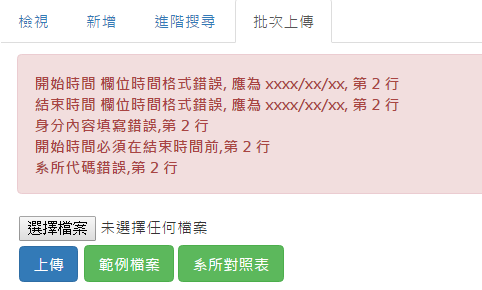 檢視 新增 進階搜尋 批次上傳
開始時間 欄位時間格式錯誤, 應為 xxxx/xx/xx, 第 2 行
結束時間 欄位時間格式錯誤, 應為 xxxx/xx/xx, 第 2 行
身分內容填寫錯誤,第 2 行
開始時間必須在結束時間前,第 2 行
系所代碼錯誤,第 2 行
選擇檔案 未選擇任何檔案
上傳 範例檔案 系所對照表